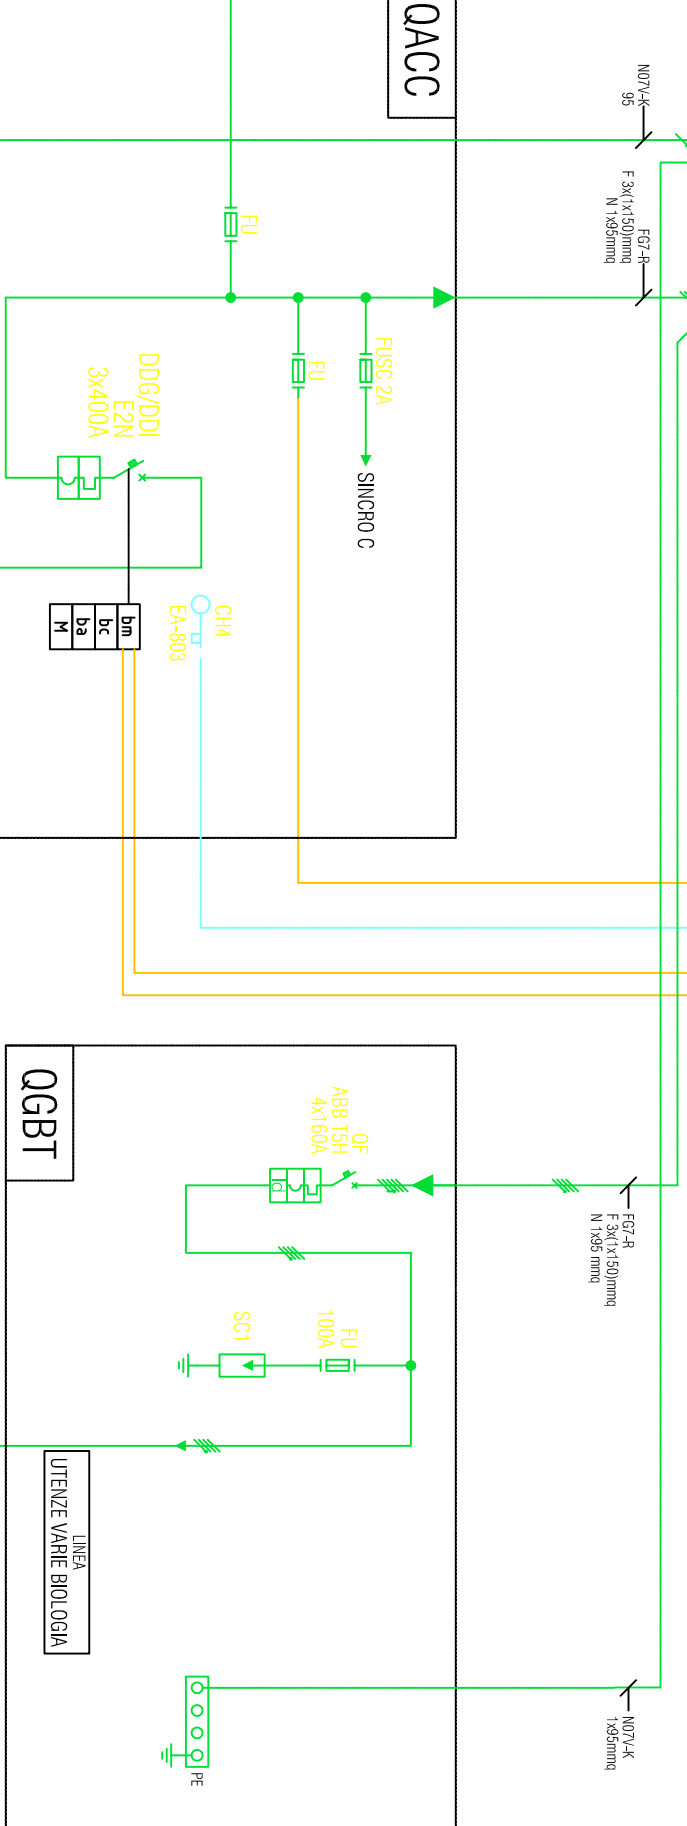 QACC
N07V-K
95
FG7-R
F 3x(1x150)mmq
N 1x95mmq
FU
FUSC 2A
FU
DDG/DDI
E2N
3x400A
SINCRO C
CH4
EA-803
bm
bc
ba
M
QGBT
QF
ABB T5H
4x160A
Id
FG7-R
F 3x(1x150)mmq
N 1x95 mmq
FU
100A
SC1
LINEA
UTENZE VARIE BIOLOGIA
N07V-K
1x95mmq
PE